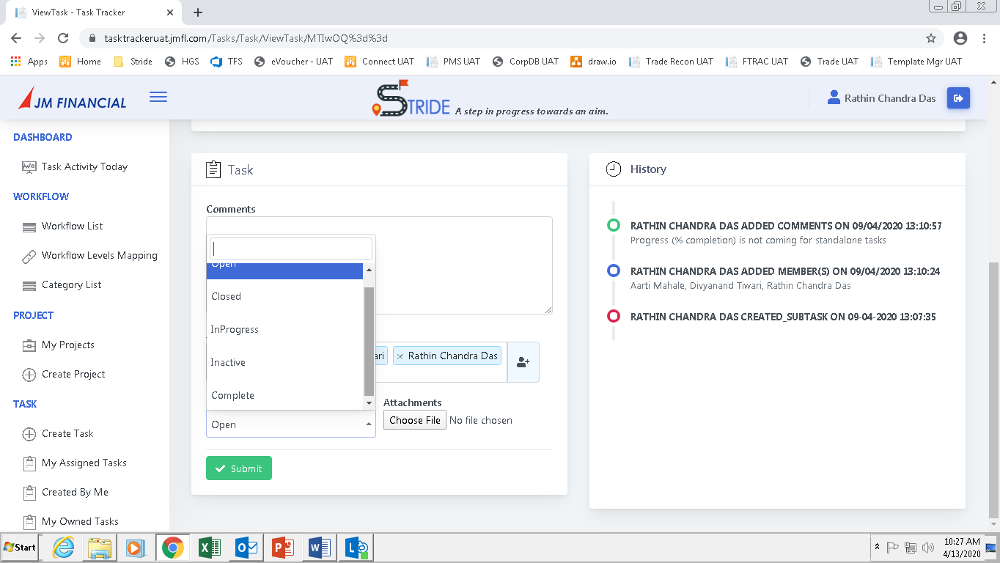 ViewTask - Task Tracker
tasktrackeruat.jmfl.com/Tasks/Task/ViewTask/MTIwOQ%3d%3d
Apps Home Stride HGS TFS eVoucher - UAT Connect UAT PMS UAT CorpDB UAT draw.io Trade Recon UAT FTRAC UAT Trade UAT Template Mgr UAT
JM FINANCIAL
STRIDE A step in progress towards an aim.
Rathin Chandra Das
DASHBOARD
Task Activity Today
WORKFLOW
Workflow List
Workflow Levels Mapping
Category List
PROJECT
My Projects
Create Project
TASK
Create Task
My Assigned Tasks
Created By Me
My Owned Tasks
Task
Comments
Open
Closed
InProgress
Inactive
Complete
ari × Rathin Chandra Das
Open
Attachments
Choose File No file chosen
Submit
History
RATHIN CHANDRA DAS ADDED COMMENTS ON 09/04/2020 13:10:57
Progress (% completion) is not coming for standalone tasks
RATHIN CHANDRA DAS ADDED MEMBER(S) ON 09/04/2020 13:10:24
Aarti Mahale, Divyanand Tiwari, Rathin Chandra Das
RATHIN CHANDRA DAS CREATED_SUBTASK ON 09-04-2020 13:07:35
Start
10:27 AM
4/13/2020